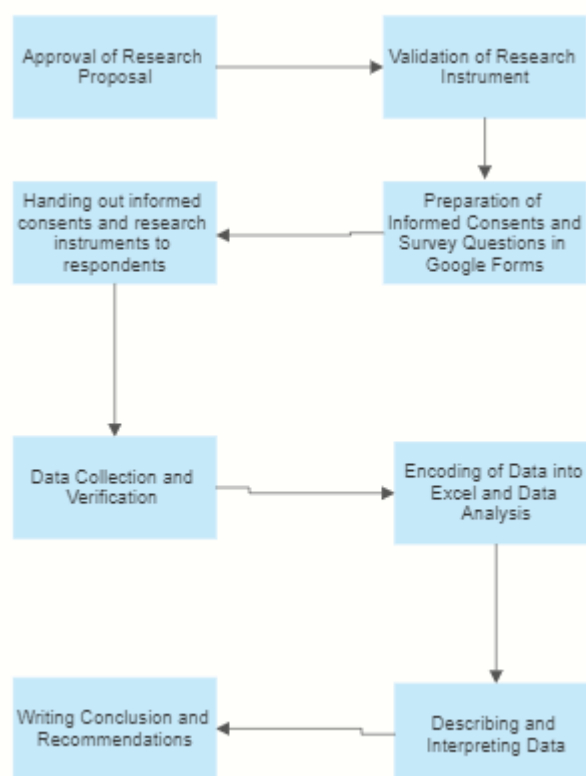 Approval of Research
Proposal
Validation of Research
Instrument
Handing out informed
consents and research
instruments to
respondents
Preparation of
Informed Consents and
Survey Questions in
Google Forms
Data Collection and
Verification
Encoding of Data into
Excel and Data
Analysis
Writing Conclusion and
Recommendations
Describing and
Interpreting Data